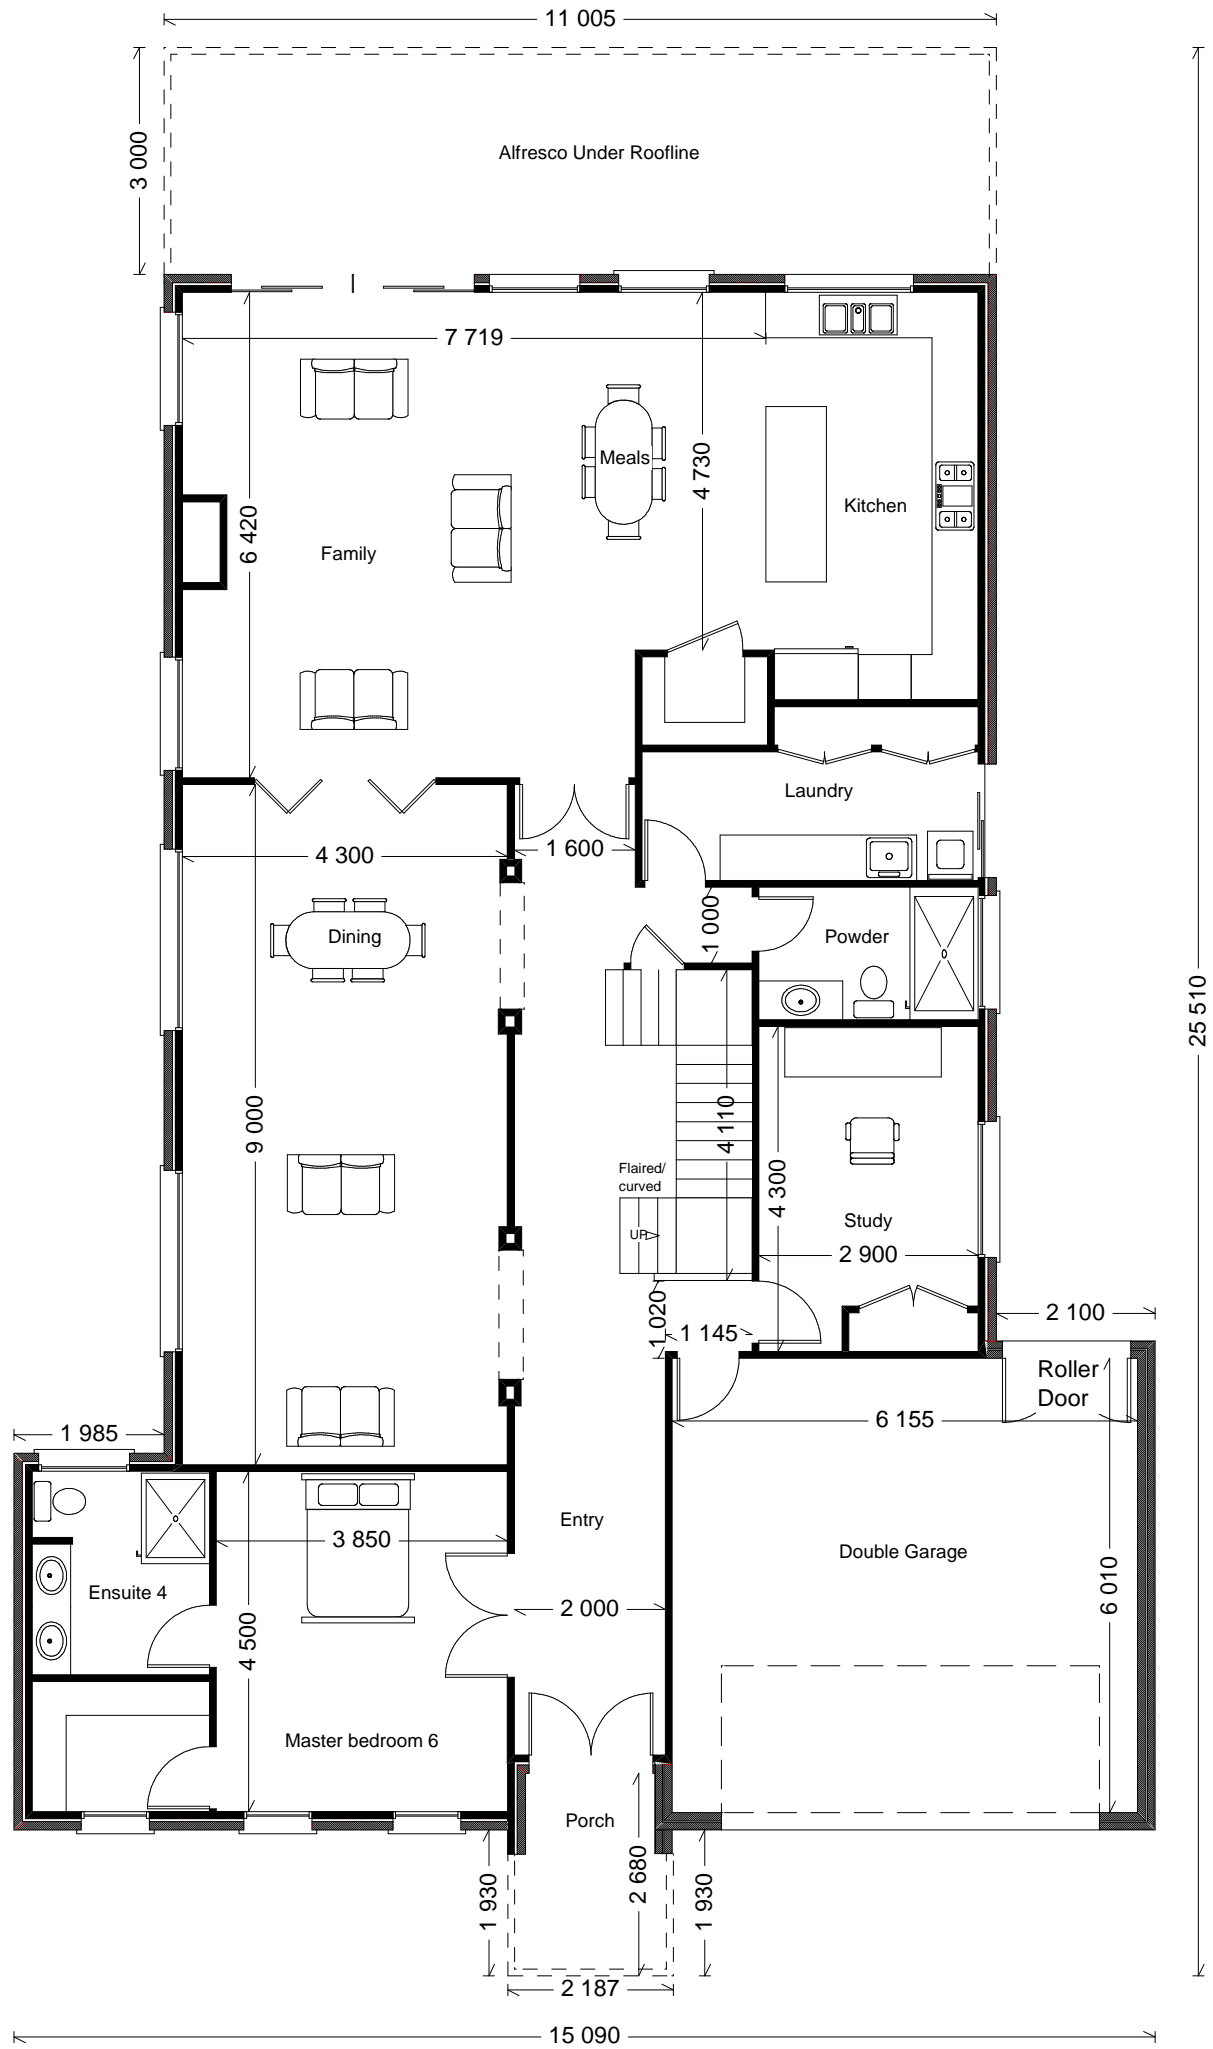 11 005
3 000
Alfresco Under Roofline
7 719
Meals
4 730
Kitchen
6 420
Family
Laundry
4 300
1 600
1 000
Dining
Powder
25 510
9 000
4 110
Flaired/
curved
4 300
Study
UP
2 900
1 020
1 145
2 100
Roller
Door
6 155
1 985
Entry
3 850
Double Garage
Ensuite 4
6 010
2 000
4 500
Master bedroom 6
Porch
2 680
1 930
1 930
2 187
15 090